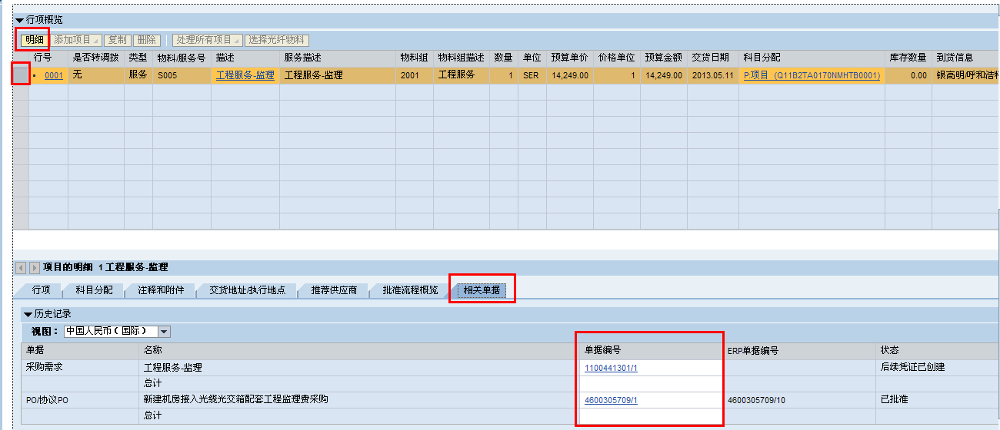 行项概览
明细 添加项目 复制 删除 处理所有项目 选择光纤物料
行号 是否转调拨 类型 物料/服务号 描述 服务描述 物料组 物料组描述 数量 单位 预算单价 价格单位 预算金额 交货日期 科目分配 库存数量 到货信息
• 0001 无 服务 S005 工程服务-监理 工程服务-监理 2001 工程服务 1 SER 14,249.00 1 14,249.00 2013.05.11 P:项目 (Q11B2TA0170NMHTB0001) 0.00 银高明/呼和浩特
项目的明细 1 工程服务-监理
行项 科目分配 注释和附件 交货地址/执行地点 推荐供应商 批准流程概览 相关单据
历史记录
视图: 中国人民币(国际)
单据 名称 单据编号 ERP单据编号 状态
采购需求 工程服务-监理 1100441301/1 后续凭证已创建
总计
PO/协议PO 新建机房接入光缆光交箱配套工程监理费采购 4600305709/1 4600305709/10 已批准
总计